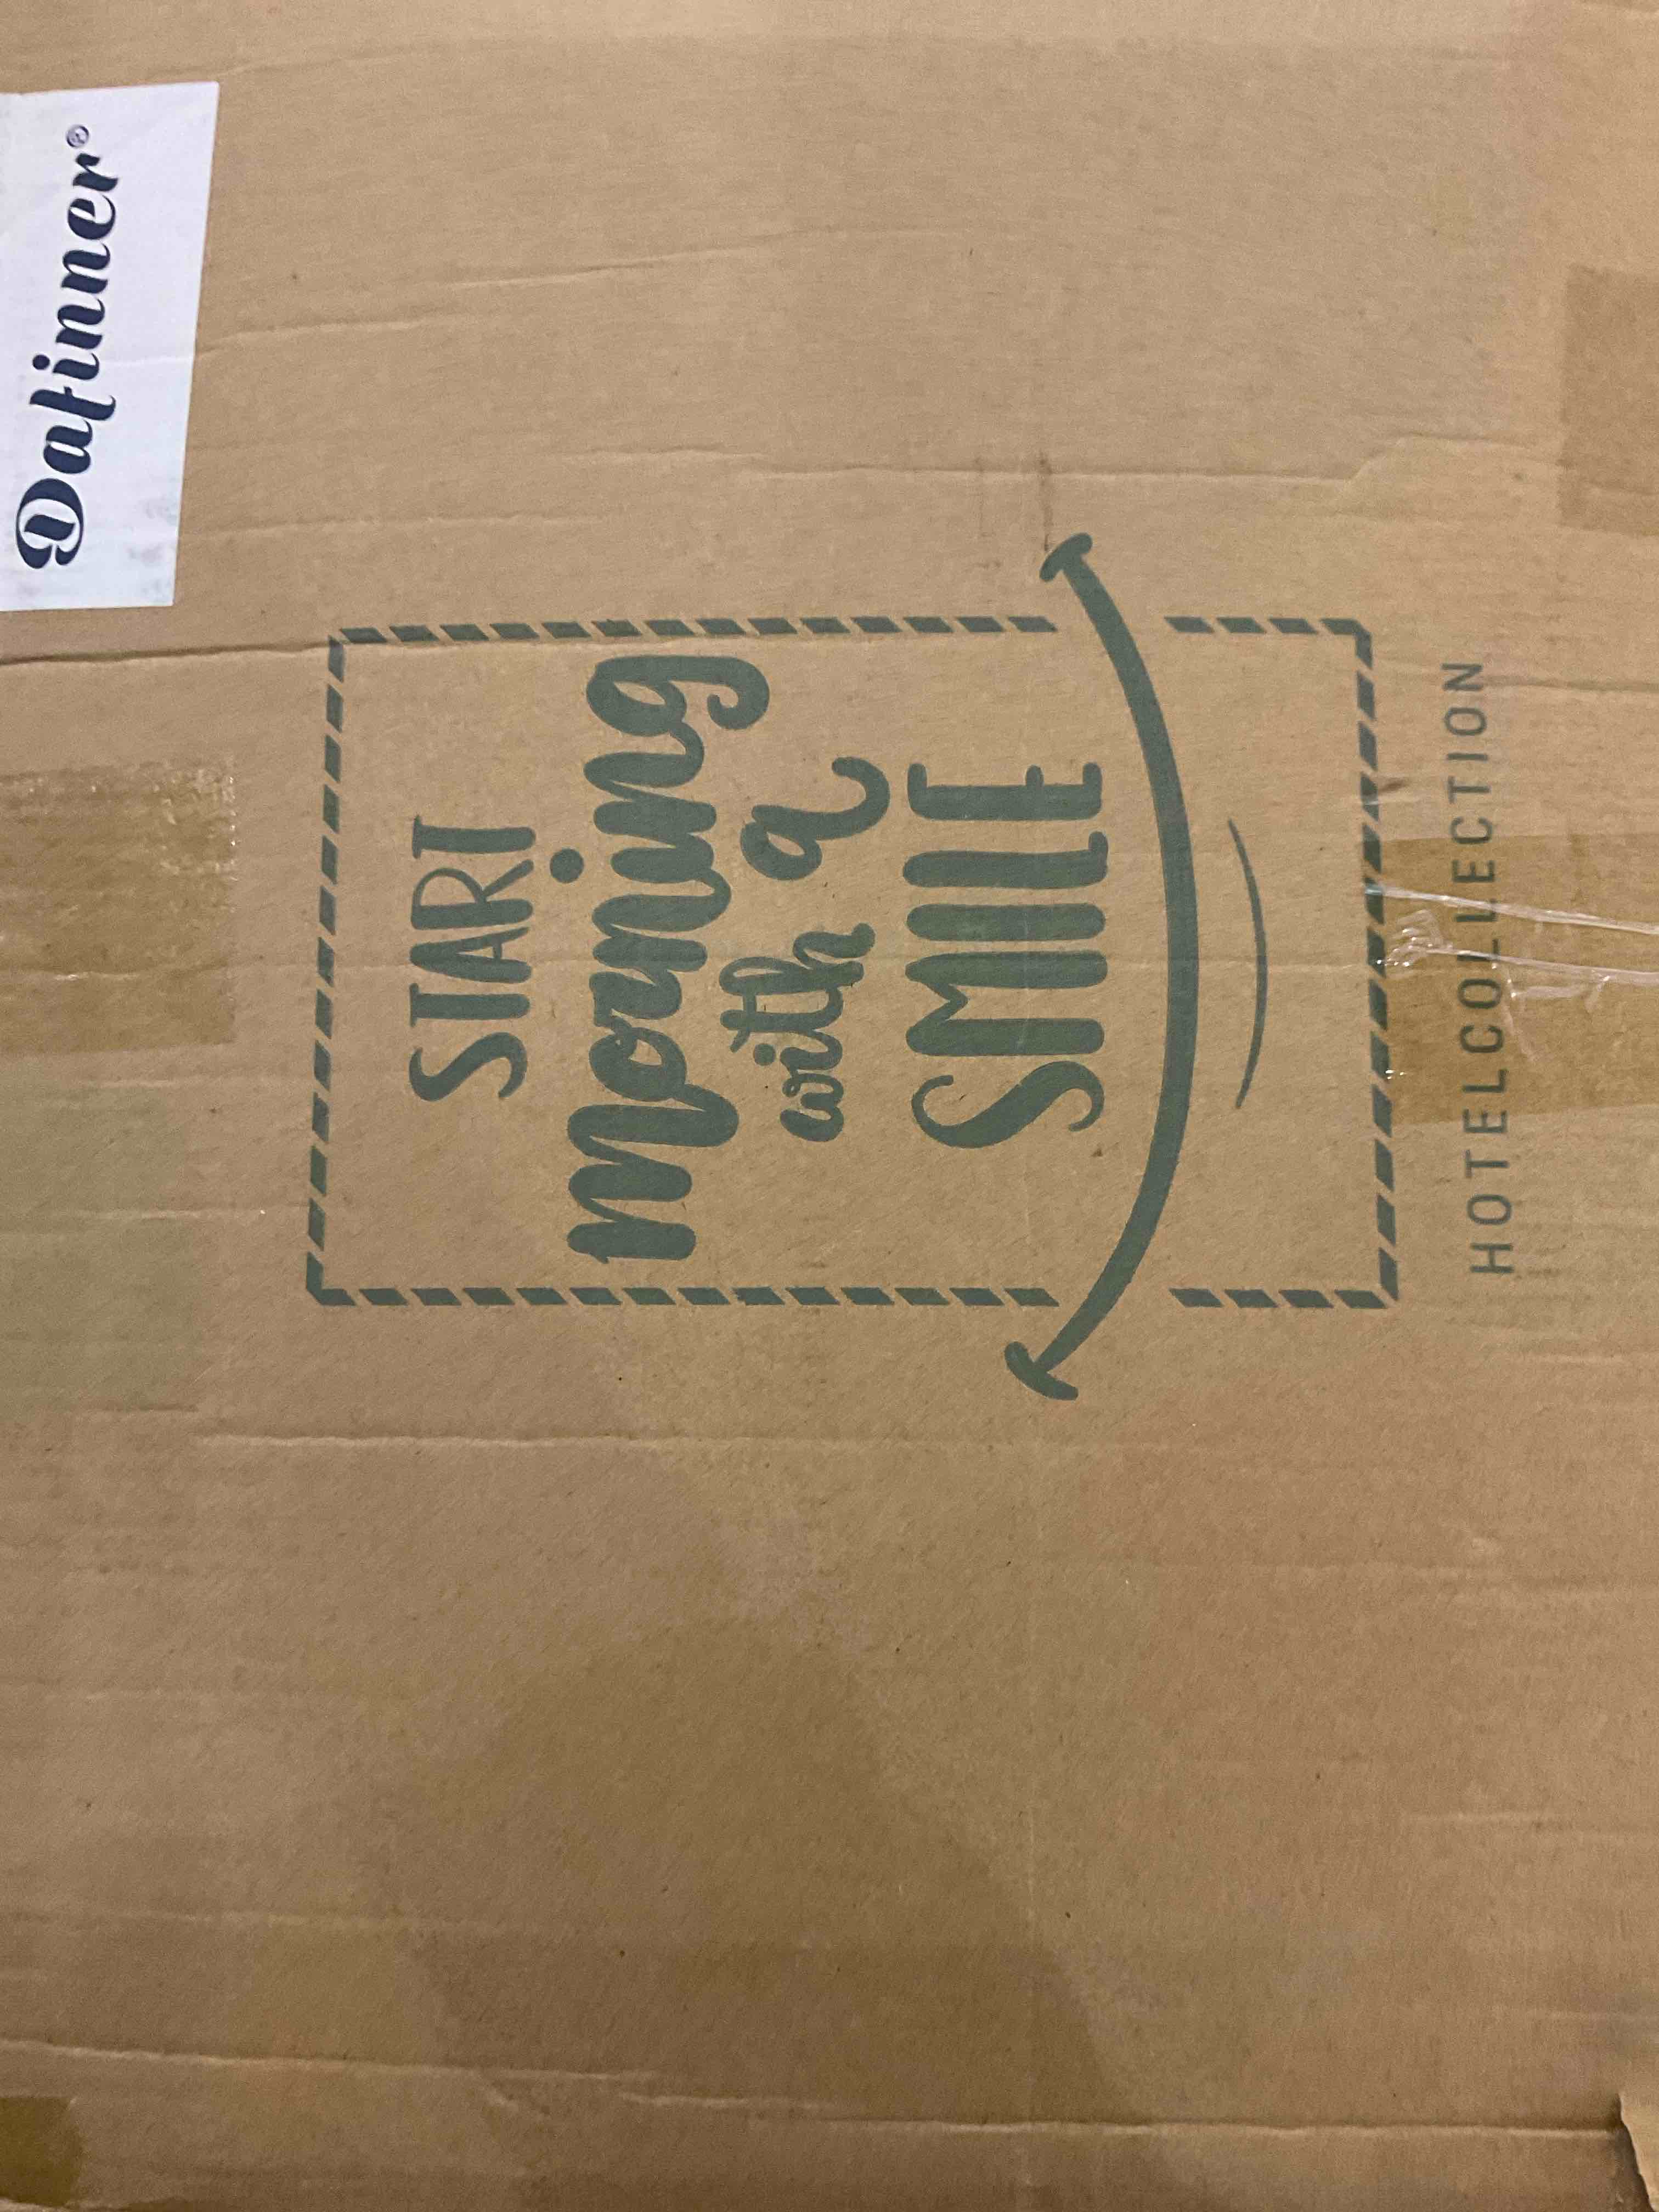 Dafinner®
START
morning
with a
SMILE
HOTELCOLLECTION